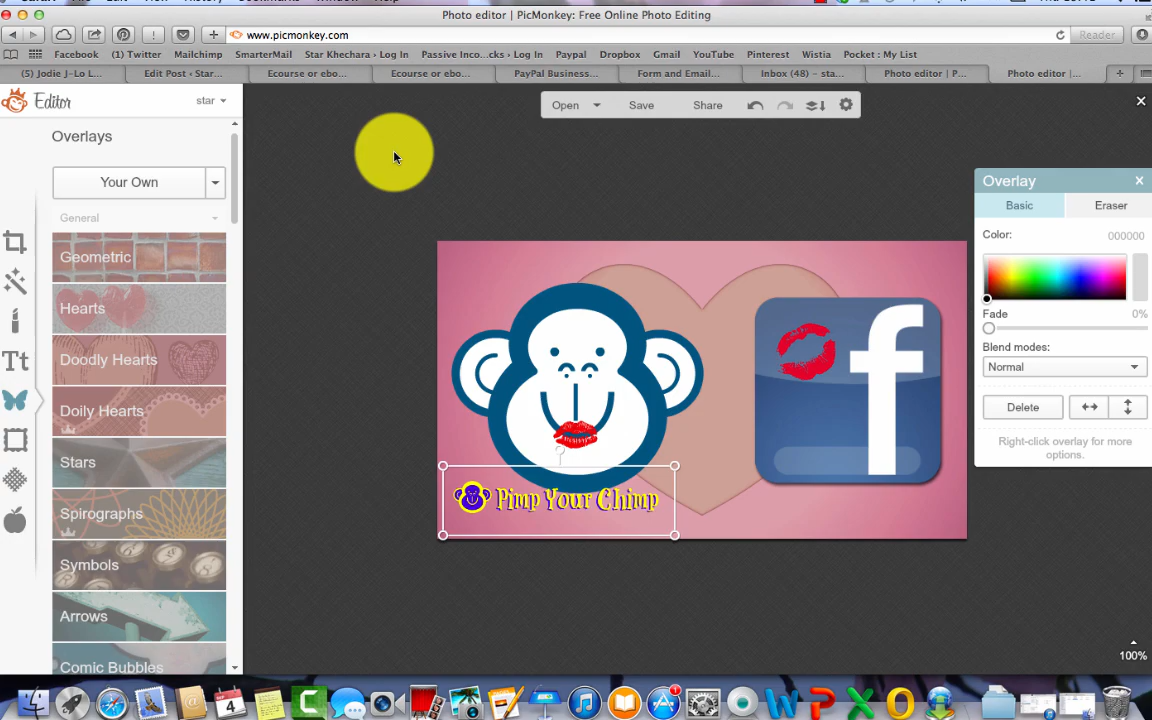 Photo editor | PicMonkey: Free Online Photo Editing
www.picmonkey.com
Reader
Facebook (1) Twitter Mailchimp SmarterMail Star Khechara › Log In Passive Inco...cks › Log In Paypal Dropbox Gmail YouTube Pinterest Wistia Pocket : My List
(5) Jodie J-Lo L... Edit Post ‹ Star... Ecourse or ebo... Ecourse or ebo... PayPal Business... Form and Email... Inbox (48) – sta... Photo editor | P... Photo editor |...
Editor
star
Open Save Share
Overlays
Your Own
General
Geometric
Hearts
Doodly Hearts
Doily Hearts
Stars
Spirographs
Symbols
Arrows
Comic Bubbles
f
Pimp Your Chimp
Overlay
Basic Eraser
Color: 000000
Fade 0%
Blend modes:
Normal
Delete
Right-click overlay for more
options.
100%
SEP
4
1